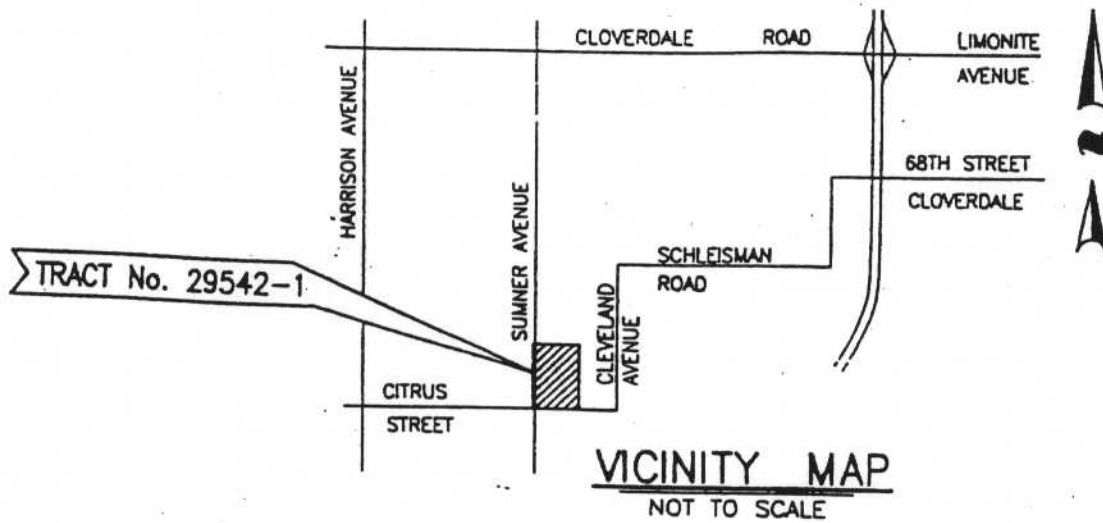 CLOVERDALE ROAD
LIMONITE
AVENUE
HARRISON AVENUE
SUMNER AVENUE
68TH STREET
CLOVERDALE
SCHLEISMAN
ROAD
TRACT No. 29542-1
CLEVELAND
AVENUE
CITRUS
STREET
VICINITY MAP
NOT TO SCALE